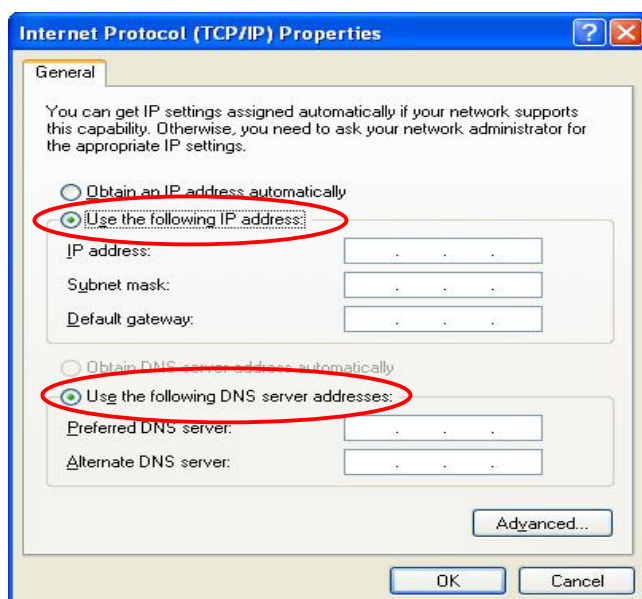 Internet Protocol (TCP/IP) Properties
General
You can get IP settings assigned automatically if your network supports
this capability. Otherwise, you need to ask your network administrator for
the appropriate IP settings.
Obtain an IP address automatically
Use the following IP address:
IP address:
Subnet mask:
Default gateway:
Obtain DNS server address automatically
Use the following DNS server addresses:
Preferred DNS server:
Alternate DNS server:
Advanced...
OK Cancel